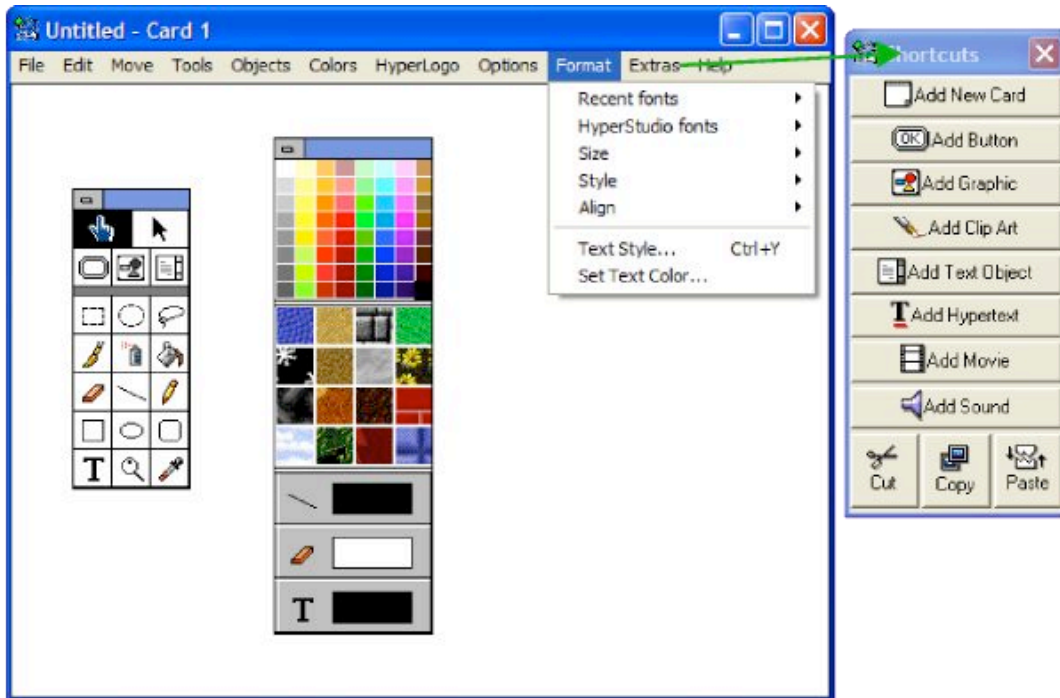 Untitled - Card 1
File Edit Move Tools Objects Colors HyperLogo Options Format Extras Help
Recent fonts
HyperStudio fonts
Size
Style
Align
Text Style... Ctrl+Y
Set Text Color...
T
T
Shortcuts
Add New Card
OK Add Button
Add Graphic
Add Clip Art
Add Text Object
T Add Hypertext
Add Movie
Add Sound
Cut Copy Paste